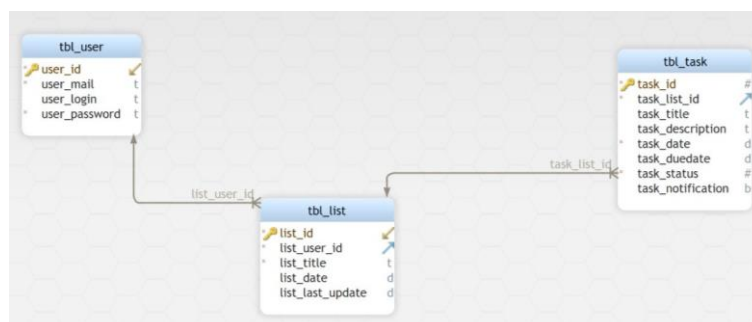 tbl_user
* user_id
* user_mail t
user_login t
* user_password t
list_user_id
tbl_list
* list_id
* list_user_id
* list_title t
list_date d
list_last_update d
task_list_id
tbl_task
* task_id #
* task_list_id
task_title t
task_description t
* task_date d
task_duedate d
* task_status #
task_notification b